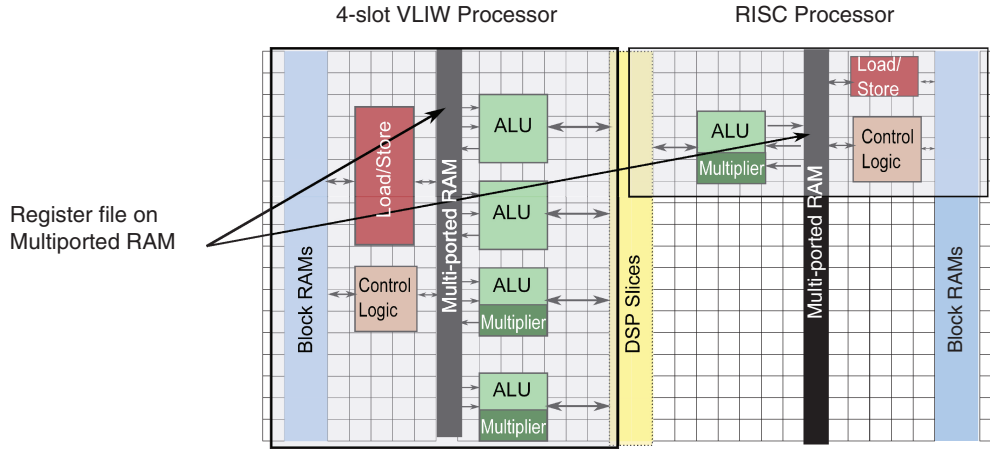 4-slot VLIW Processor
RISC Processor
Register file on
Multiported RAM
Block RAMs
Load/Store
Control
Logic
Multi-ported RAM
ALU
ALU
ALU
Multiplier
ALU
Multiplier
DSP Slices
ALU
Multiplier
Multi-ported RAM
Load/
Store
Control
Logic
Block RAMs